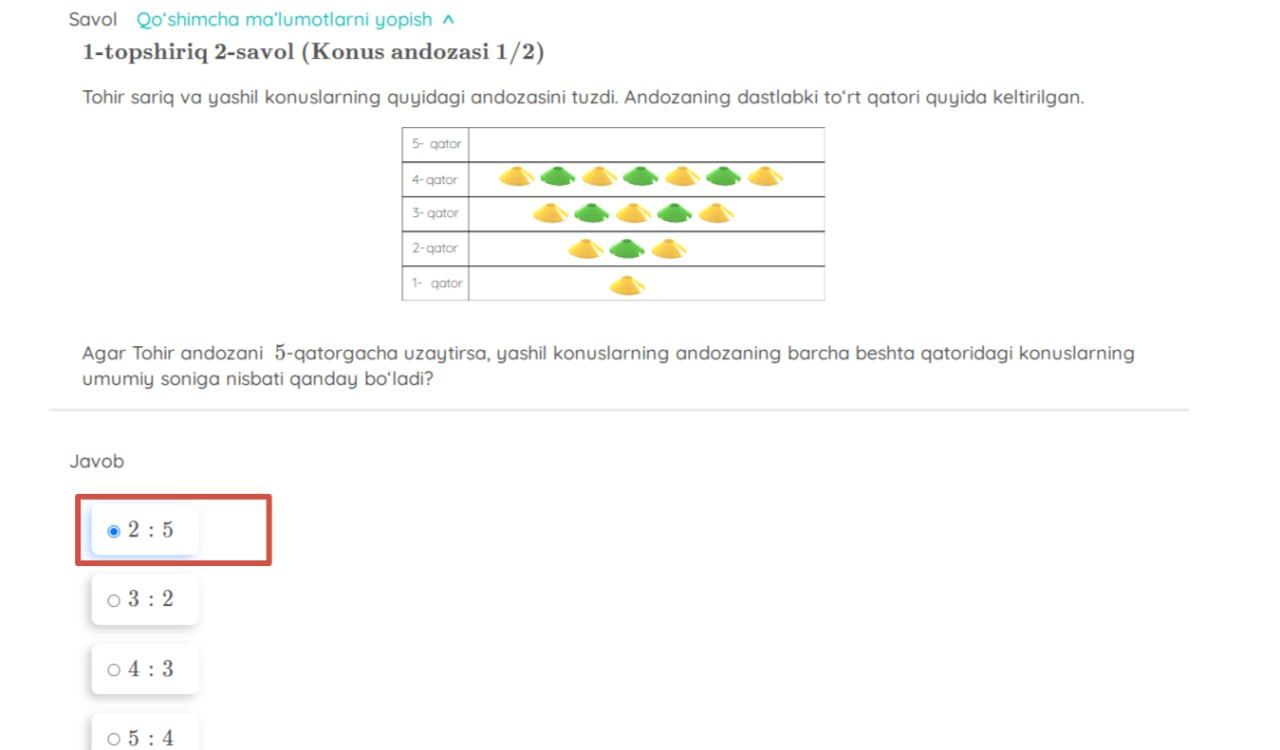 Savol Qo‘shimcha ma’lumotlarni yopish ^
1-topshiriq 2-savol (Konus andozasi 1/2)
Tohir sariq va yashil konuslarning quyidagi andozasini tuzdi. Andozaning dastlabki to‘rt qatori quyida keltirilgan.
5- qator
4-qator
3- qator
2-qator
1- qator
Agar Tohir andozani 5-qatorgacha uzaytirsa, yashil konuslarning andozaning barcha beshta qatoridagi konuslarning
umumiy soniga nisbati qanday bo‘ladi?
Javob
2 : 5
3 : 2
4 : 3
5 : 4